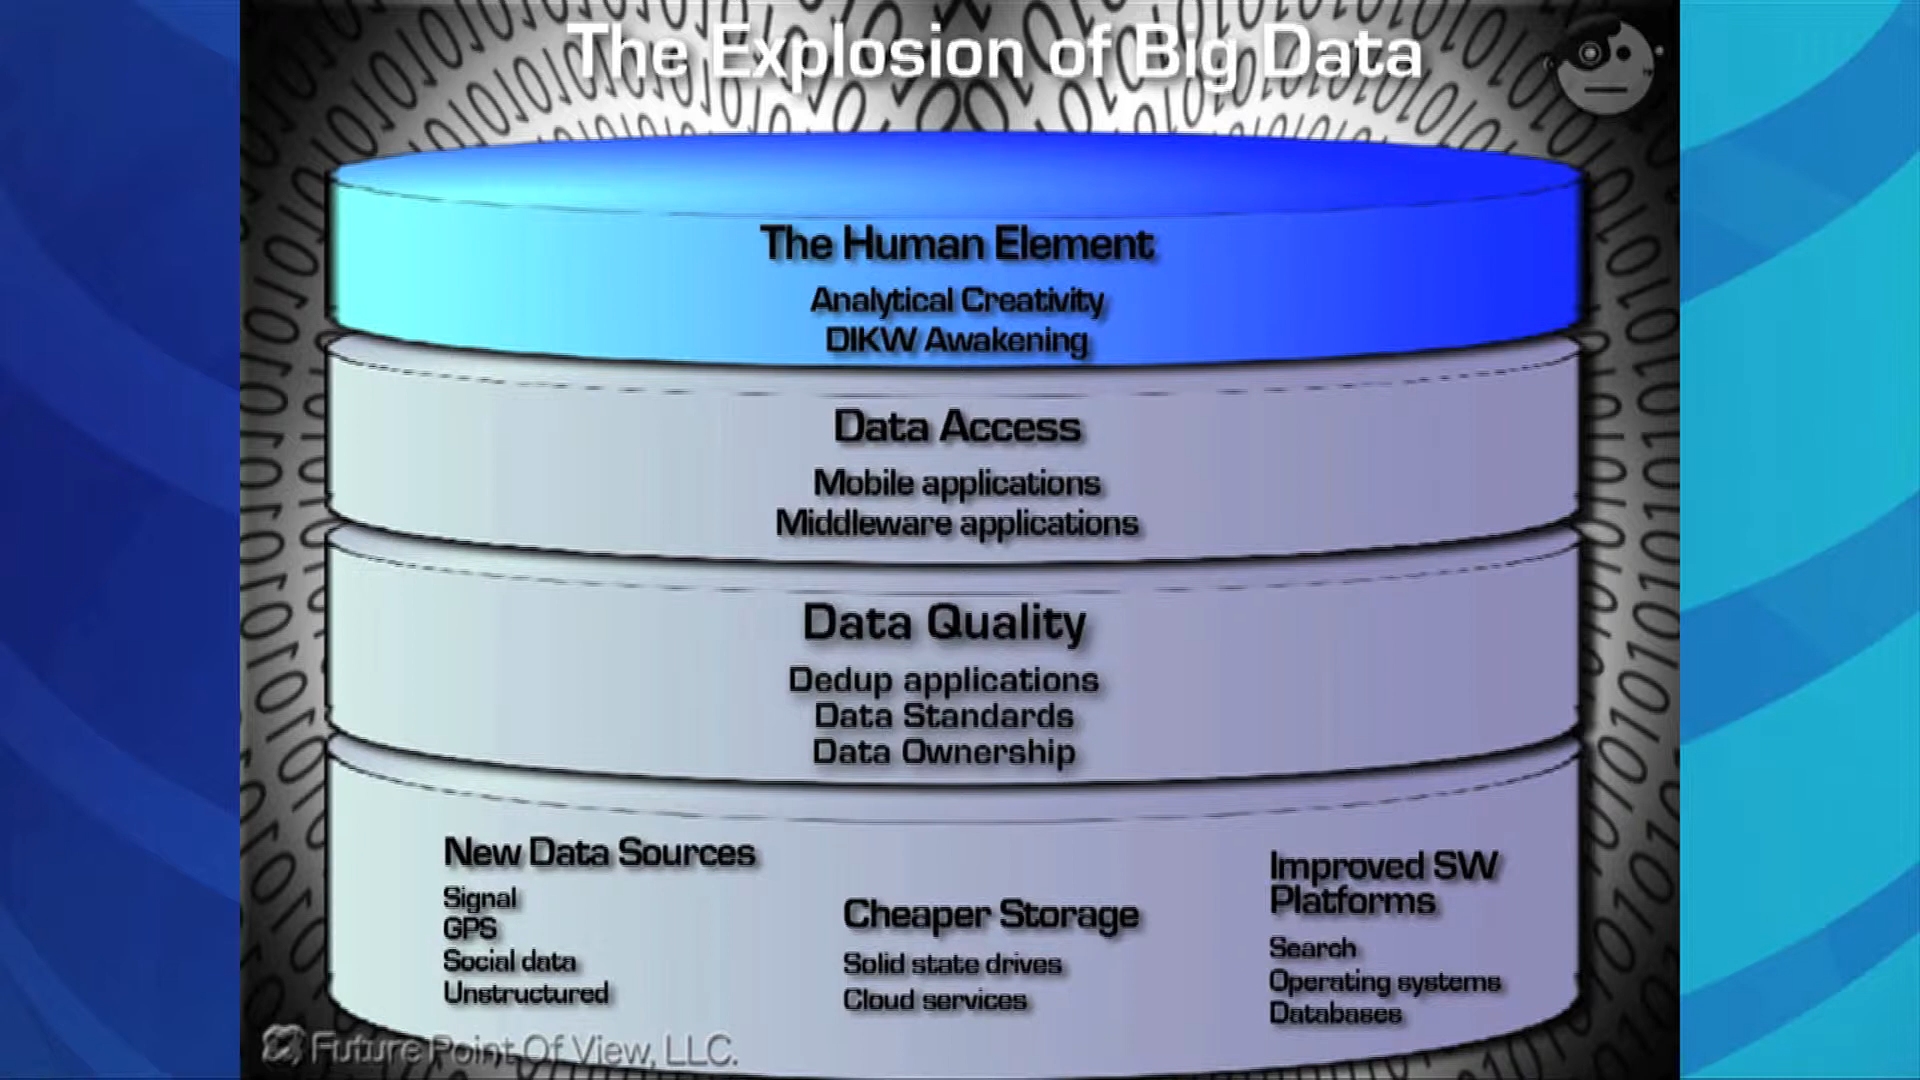 The Explosion of Big Data
The Human Element
Analytical Creativity
DIKW Awakening
Data Access
Mobile applications
Middleware applications
Data Quality
Dedup applications
Data Standards
Data Ownership
New Data Sources
Signal
GPS
Social data
Unstructured
Cheaper Storage
Solid state drives
Cloud services
Improved SW
Platforms
Search
Operating systems
Databases
Future Point Of View, LLC.